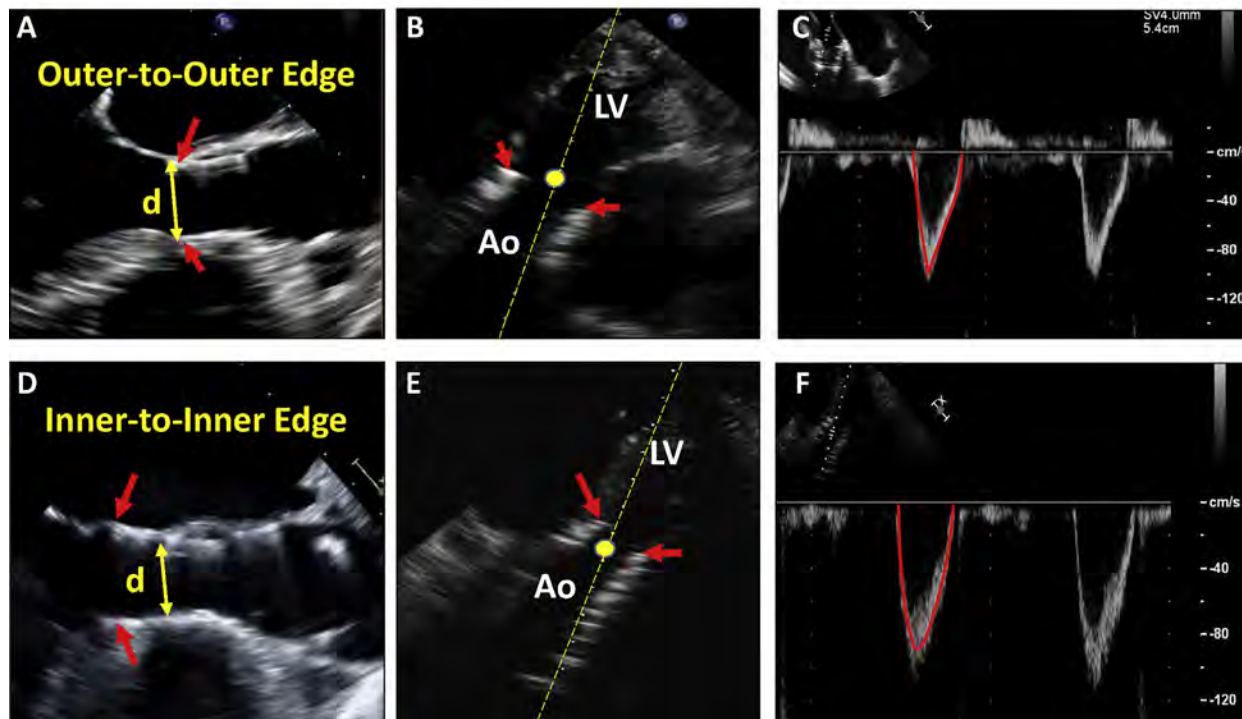 A
Outer-to-Outer Edge
d
B
LV
Ao
C
SV4.0mm
5.4cm
cm/s
-40
-80
-120
D
Inner-to-Inner Edge
d
E
LV
Ao
F
cm/s
-40
-80
-120